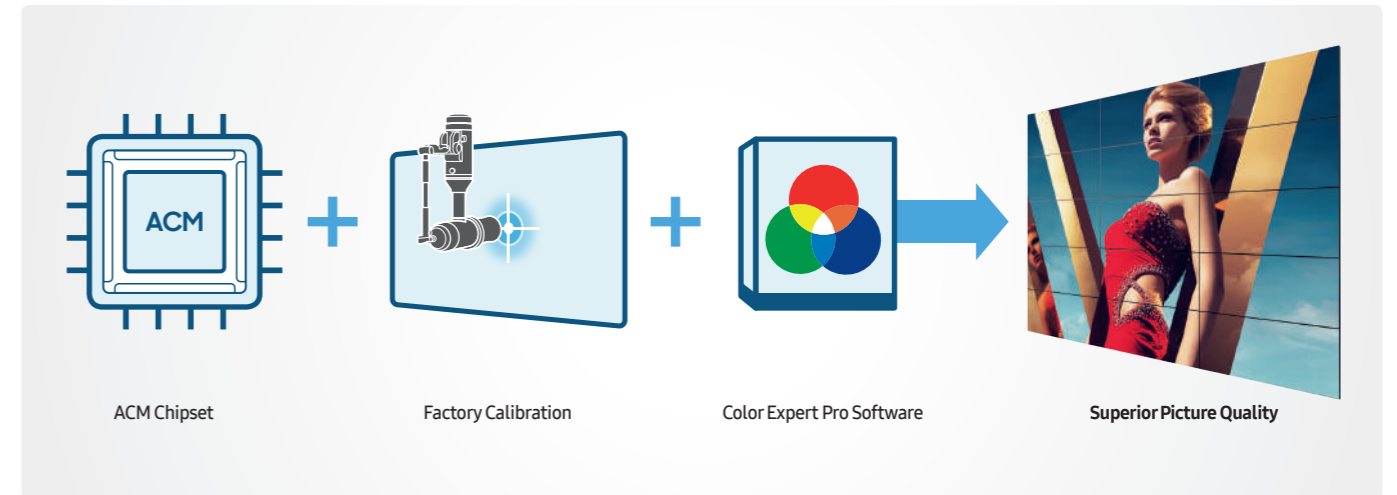 ACM
ACM Chipset
Factory Calibration
Color Expert Pro Software
Superior Picture Quality